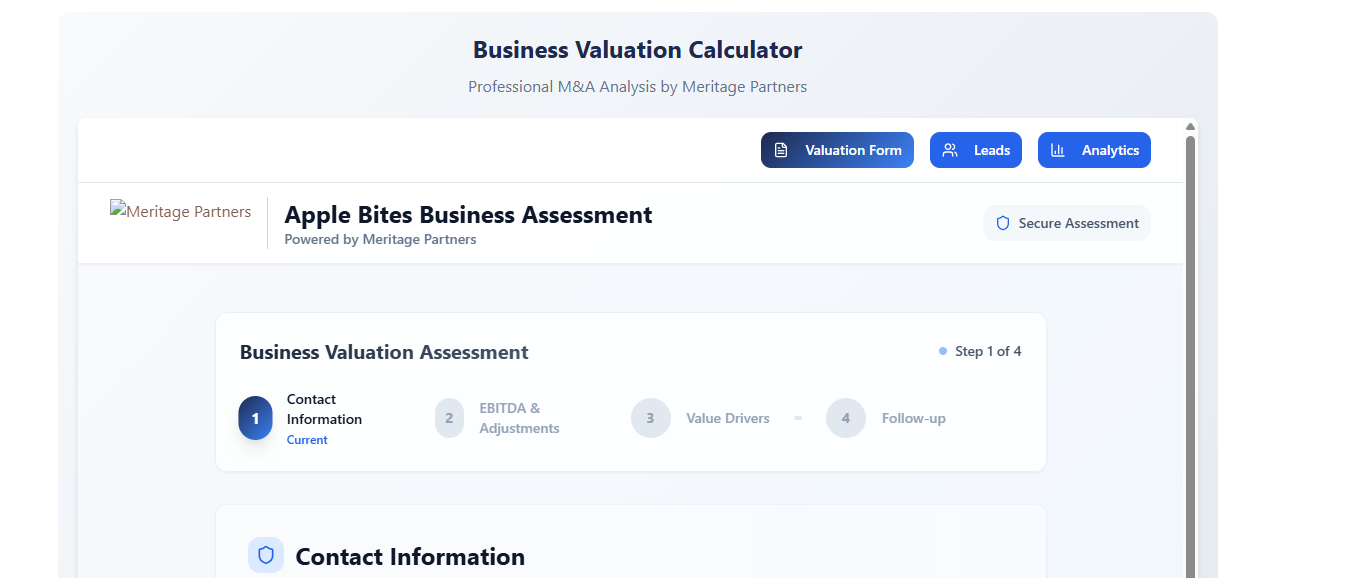 Business Valuation Calculator
Professional M&A Analysis by Meritage Partners
Valuation Form
Leads
Analytics
Meritage Partners
Apple Bites Business Assessment
Powered by Meritage Partners
Secure Assessment
Business Valuation Assessment
Step 1 of 4
1
Contact
Information
Current
2
EBITDA &
Adjustments
3
Value Drivers
4
Follow-up
Contact Information